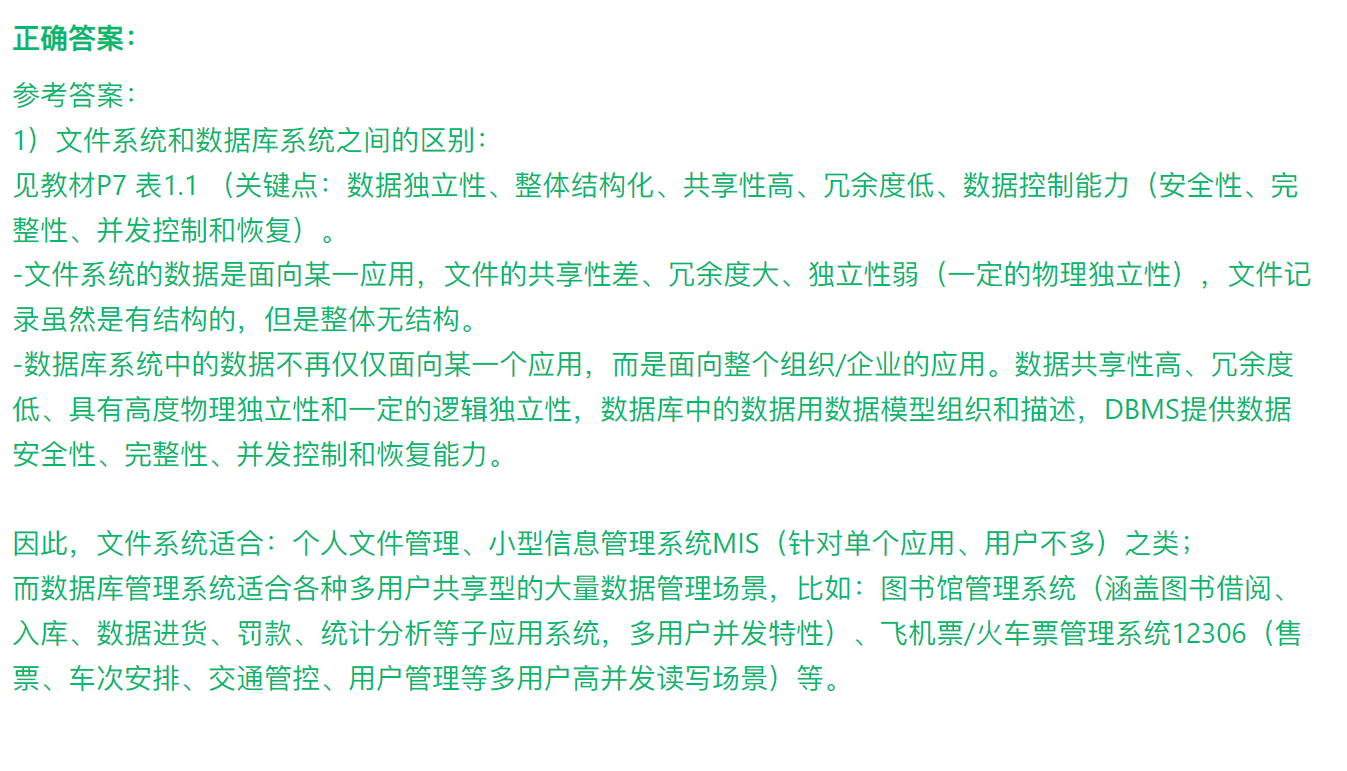 正确答案：
参考答案：
1）文件系统和数据库系统之间的区别：
见教材P7 表1.1 （关键点：数据独立性、整体结构化、共享性高、冗余度低、数据控制能力（安全性、完
整性、并发控制和恢复）。
-文件系统的数据是面向某一应用，文件的共享性差、冗余度大、独立性弱（一定的物理独立性），文件记
录虽然是有结构的，但是整体无结构。
-数据库系统中的数据不再仅仅面向某一个应用，而是面向整个组织/企业的应用。数据共享性高、冗余度
低、具有高度物理独立性和一定的逻辑独立性，数据库中的数据用数据模型组织和描述，DBMS提供数据
安全性、完整性、并发控制和恢复能力。
因此，文件系统适合：个人文件管理、小型信息管理系统MIS（针对单个应用、用户不多）之类；
而数据库管理系统适合各种多用户共享型的大量数据管理场景，比如：图书馆管理系统（涵盖图书借阅、
入库、数据进货、罚款、统计分析等子应用系统，多用户并发特性）、飞机票/火车票管理系统12306（售
票、车次安排、交通管控、用户管理等多用户高并发读写场景）等。